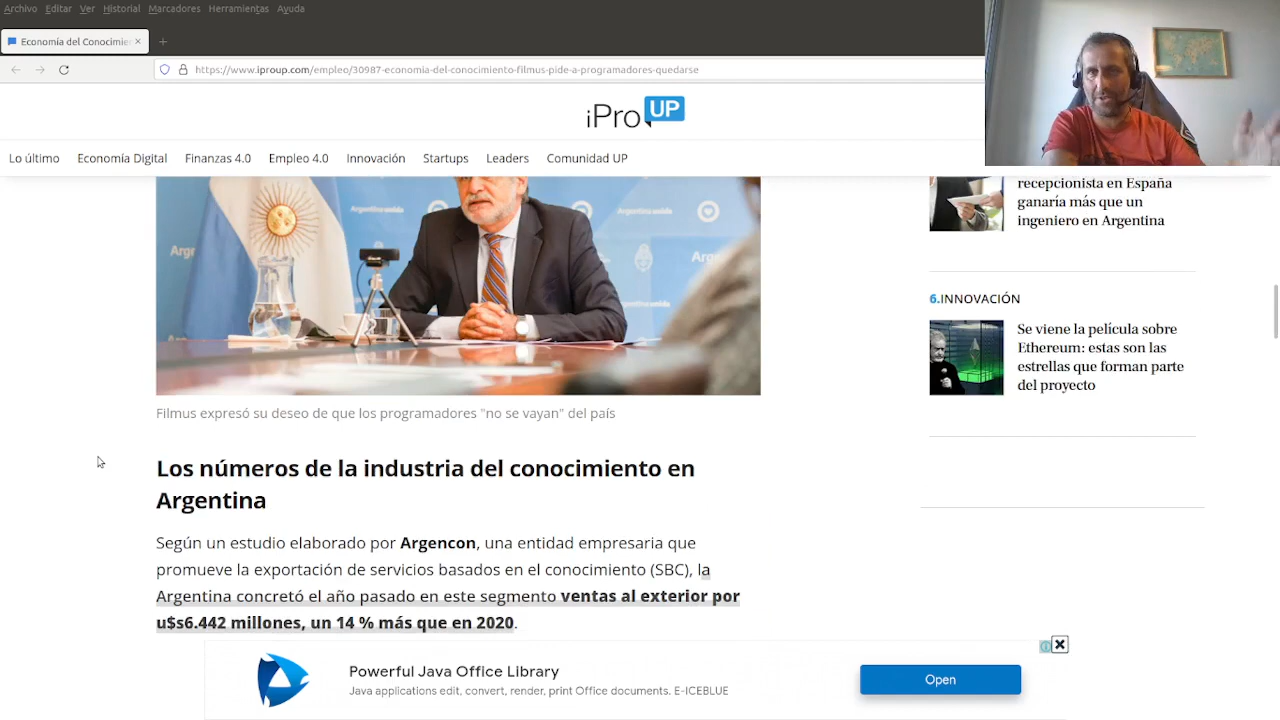 Archivo Editar Ver Historial Marcadores Herramientas Ayuda
Economía del Conocimie
https://www.iproup.com/empleo/30987-economia-del-conocimiento-filmus-pide-a-programadores-quedarse
iPro UP
Lo último Economía Digital Finanzas 4.0 Empleo 4.0 Innovación Startups Leaders Comunidad UP
recepcionista en España
ganaría más que un
ingeniero en Argentina
6.INNOVACIÓN
Se viene la película sobre
Ethereum: estas son las
estrellas que forman parte
del proyecto
Argentina unida
Filmus expresó su deseo de que los programadores "no se vayan" del país
Los números de la industria del conocimiento en
Argentina
Según un estudio elaborado por Argencon, una entidad empresaria que
promueve la exportación de servicios basados en el conocimiento (SBC), la
Argentina concretó el año pasado en este segmento ventas al exterior por
u$s6.442 millones, un 14 % más que en 2020.
Powerful Java Office Library
Java applications edit, convert, render, print Office documents. E-ICEBLUE
Open